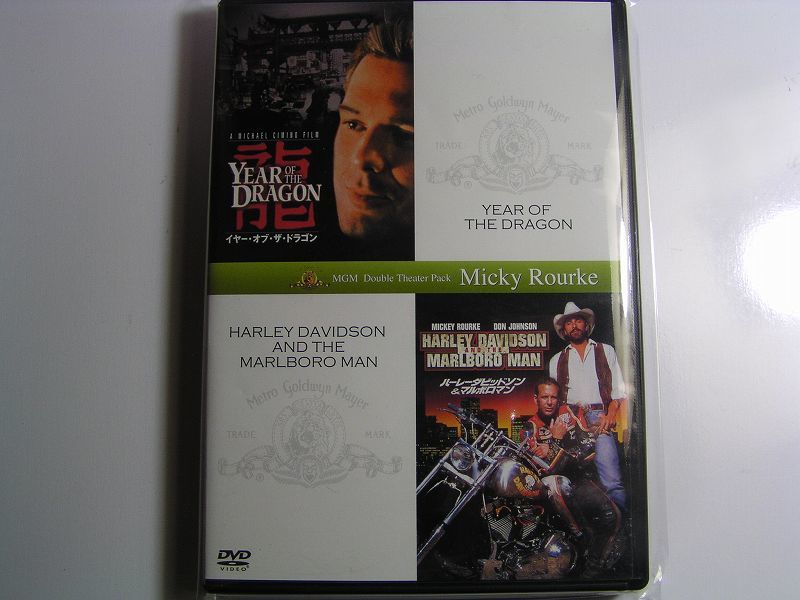 A MICHAEL CIMINO FILM
龍
YEAR OF THE DRAGON
イヤー・オブ・ザ・ドラゴン
Metro Goldwyn Mayer
TRADE MARK
®
YEAR OF
THE DRAGON
MGM Double Theater Pack Micky Rourke
HARLEY DAVIDSON
AND THE
MARLBORO MAN
Metro Goldwyn Mayer
TRADE MARK
®
MICKEY ROURKE DON JOHNSON
HARLEY DAVIDSON
AND THE
MARLBORO MAN
ハーレーダビッドソン
&マルボロマン
DVD
VIDEO